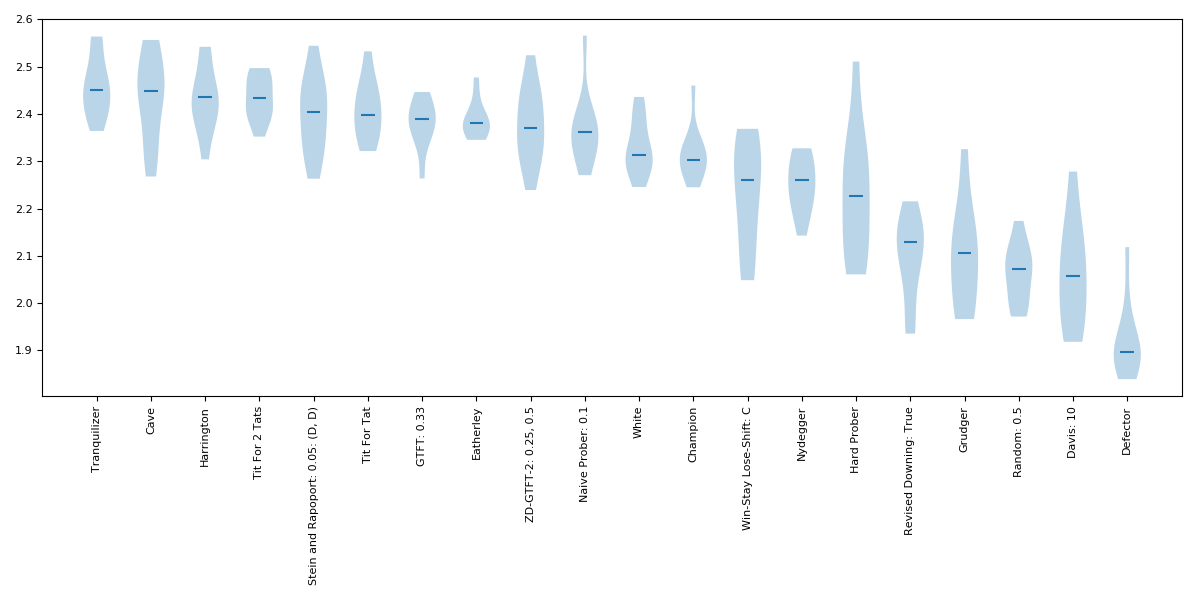 2.6
2.5
2.4
2.3
2.2
2.1
2.0
1.9
Tranquilizer
Cave
Harrington
Tit For 2 Tats
Stein and Rapoport: 0.05: (D, D)
Tit For Tat
GTFT: 0.33
Eatherley
ZD-GTFT-2: 0.25, 0.5
Naive Prober: 0.1
White
Champion
Win-Stay Lose-Shift: C
Nydegger
Hard Prober
Revised Downing: True
Grudger
Random: 0.5
Davis: 10
Defector